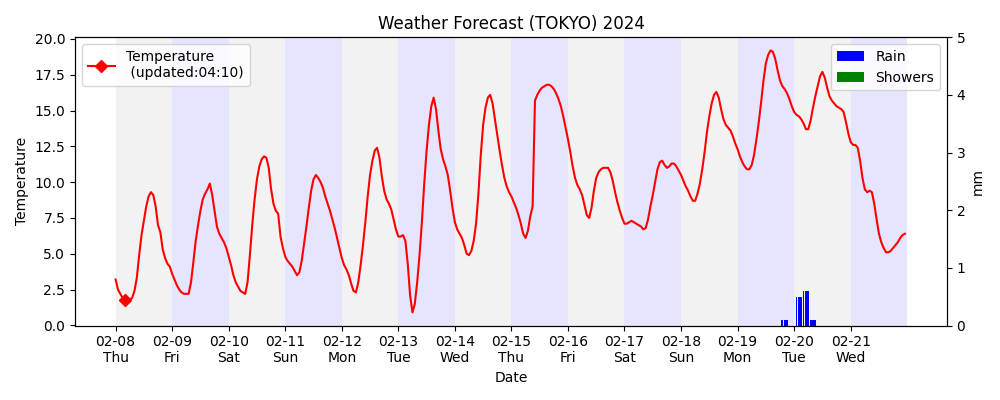 Weather Forecast (TOKYO) 2024
Temperature
(updated:04:10)
Rain
Showers
Temperature
20.0
17.5
15.0
12.5
10.0
7.5
5.0
2.5
0.0
5
4
3
2
1
0
mm
02-08 02-09 02-10 02-11 02-12 02-13 02-14 02-15 02-16 02-17 02-18 02-19 02-20 02-21
Thu Fri Sat Sun Mon Tue Wed Thu Fri Sat Sun Mon Tue Wed
Date